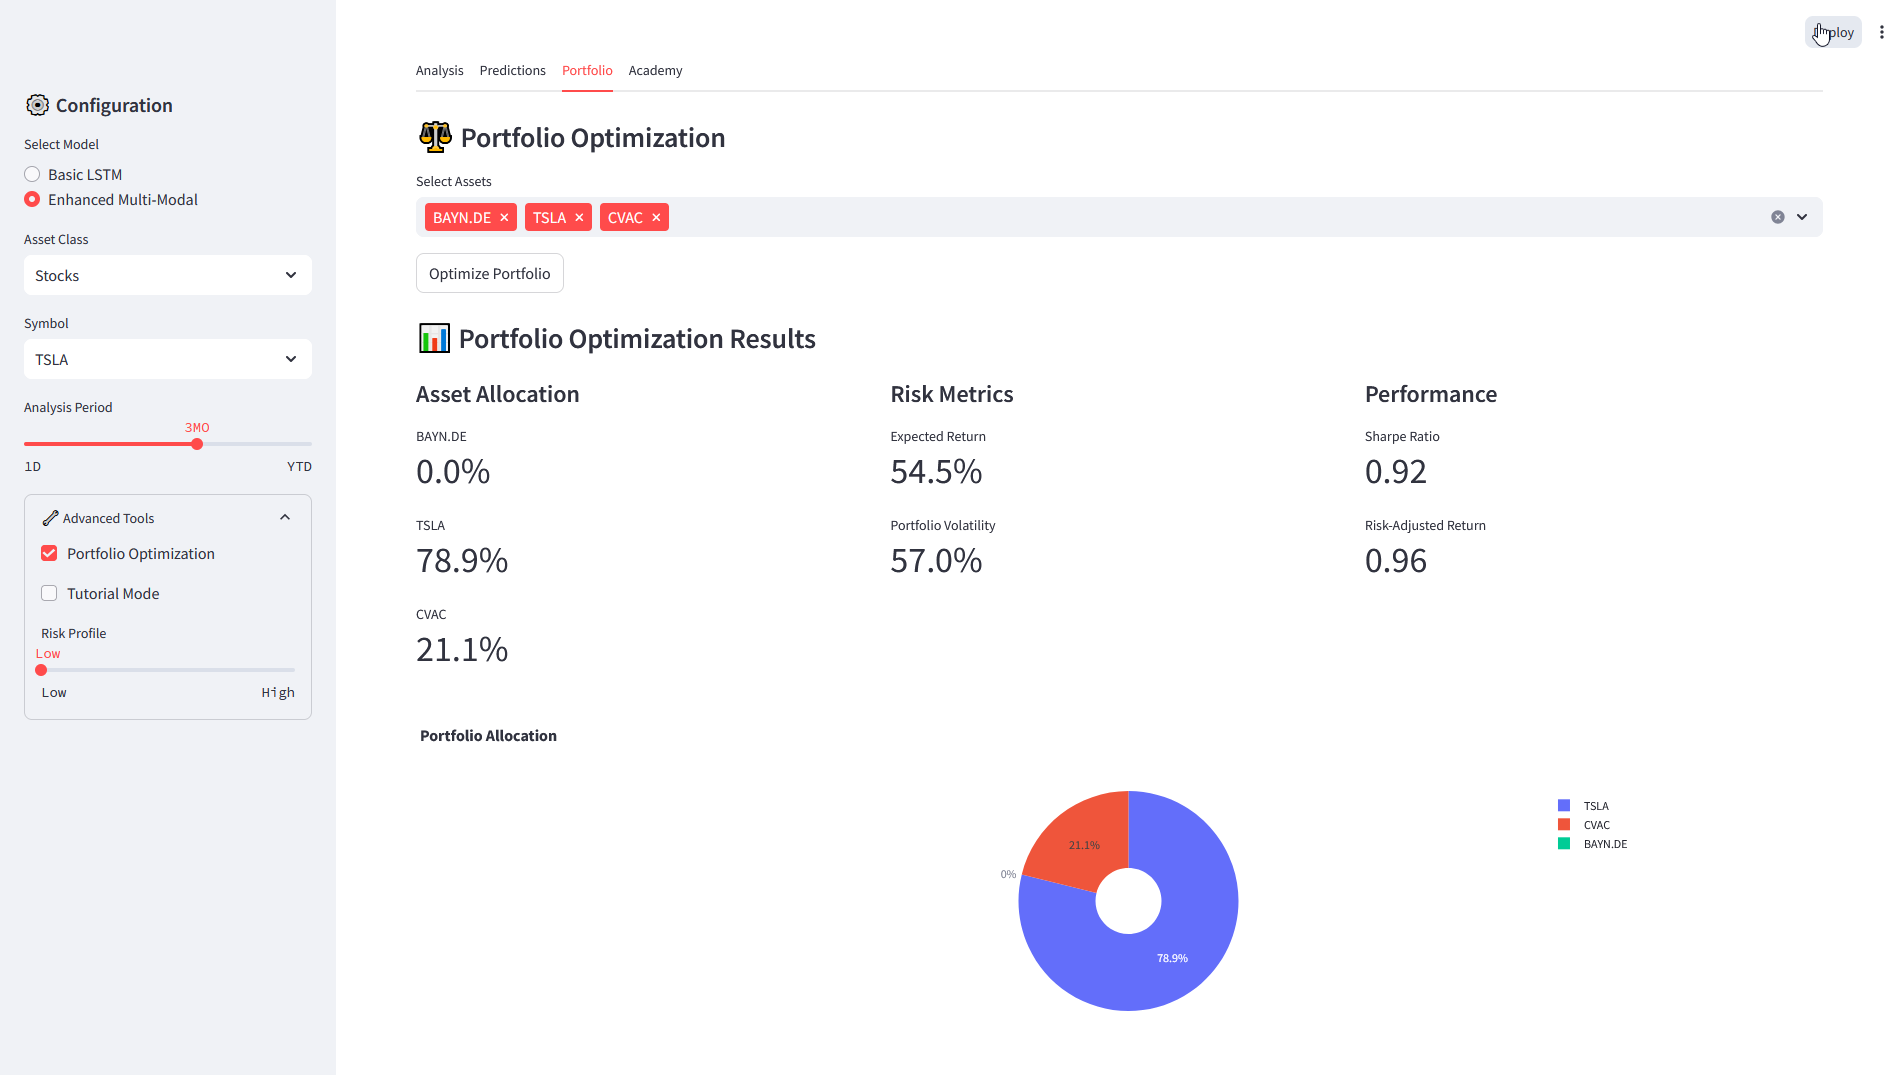 ploy
Configuration
Select Model
Basic LSTM
Enhanced Multi-Modal
Asset Class
Stocks
Symbol
TSLA
Analysis Period
3MO
1D YTD
Advanced Tools
Portfolio Optimization
Tutorial Mode
Risk Profile
Low
Low High
Analysis Predictions Portfolio Academy
Portfolio Optimization
Select Assets
BAYN.DE TSLA CVAC
Optimize Portfolio
Portfolio Optimization Results
Asset Allocation
BAYN.DE
0.0%
TSLA
78.9%
CVAC
21.1%
Risk Metrics
Expected Return
54.5%
Portfolio Volatility
57.0%
Performance
Sharpe Ratio
0.92
Risk-Adjusted Return
0.96
Portfolio Allocation
21.1%
0%
78.9%
TSLA
CVAC
BAYN.DE